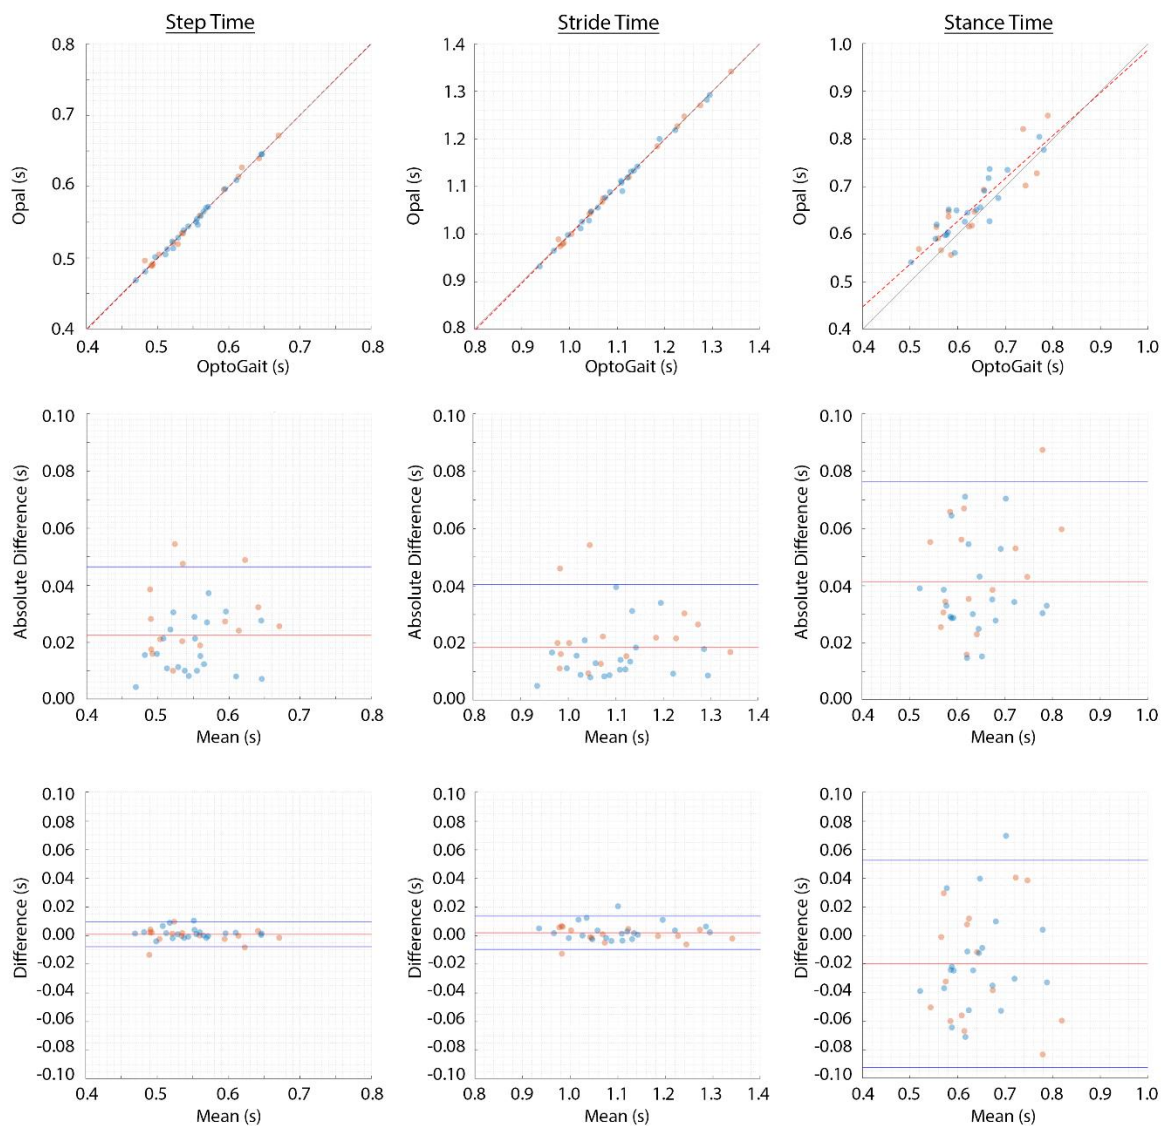 Step Time
Stride Time
Stance Time
0.8
0.7
0.6
0.5
0.4
Opal (s)
0.4 0.5 0.6 0.7 0.8
OptoGait (s)
1.4
1.3
1.2
1.1
1.0
0.9
0.8
Opal (s)
0.8 0.9 1.0 1.1 1.2 1.3 1.4
OptoGait (s)
1.0
0.9
0.8
0.7
0.6
0.5
0.4
Opal (s)
0.4 0.5 0.6 0.7 0.8 0.9 1.0
OptoGait (s)
0.10
0.08
0.06
0.04
0.02
0.00
Absolute Difference (s)
0.4 0.5 0.6 0.7 0.8
Mean (s)
0.10
0.08
0.06
0.04
0.02
0.00
Absolute Difference (s)
0.8 0.9 1.0 1.1 1.2 1.3 1.4
Mean (s)
0.10
0.08
0.06
0.04
0.02
0.00
Absolute Difference (s)
0.4 0.5 0.6 0.7 0.8 0.9 1.0
Mean (s)
0.10
0.08
0.06
0.04
0.02
0.00
-0.02
-0.04
-0.06
-0.08
-0.10
Difference (s)
0.4 0.5 0.6 0.7 0.8
Mean (s)
0.10
0.08
0.06
0.04
0.02
0.00
-0.02
-0.04
-0.06
-0.08
-0.10
Difference (s)
0.8 0.9 1.0 1.1 1.2 1.3 1.4
Mean (s)
0.10
0.08
0.06
0.04
0.02
0.00
-0.02
-0.04
-0.06
-0.08
-0.10
Difference (s)
0.4 0.5 0.6 0.7 0.8 0.9 1.0
Mean (s)